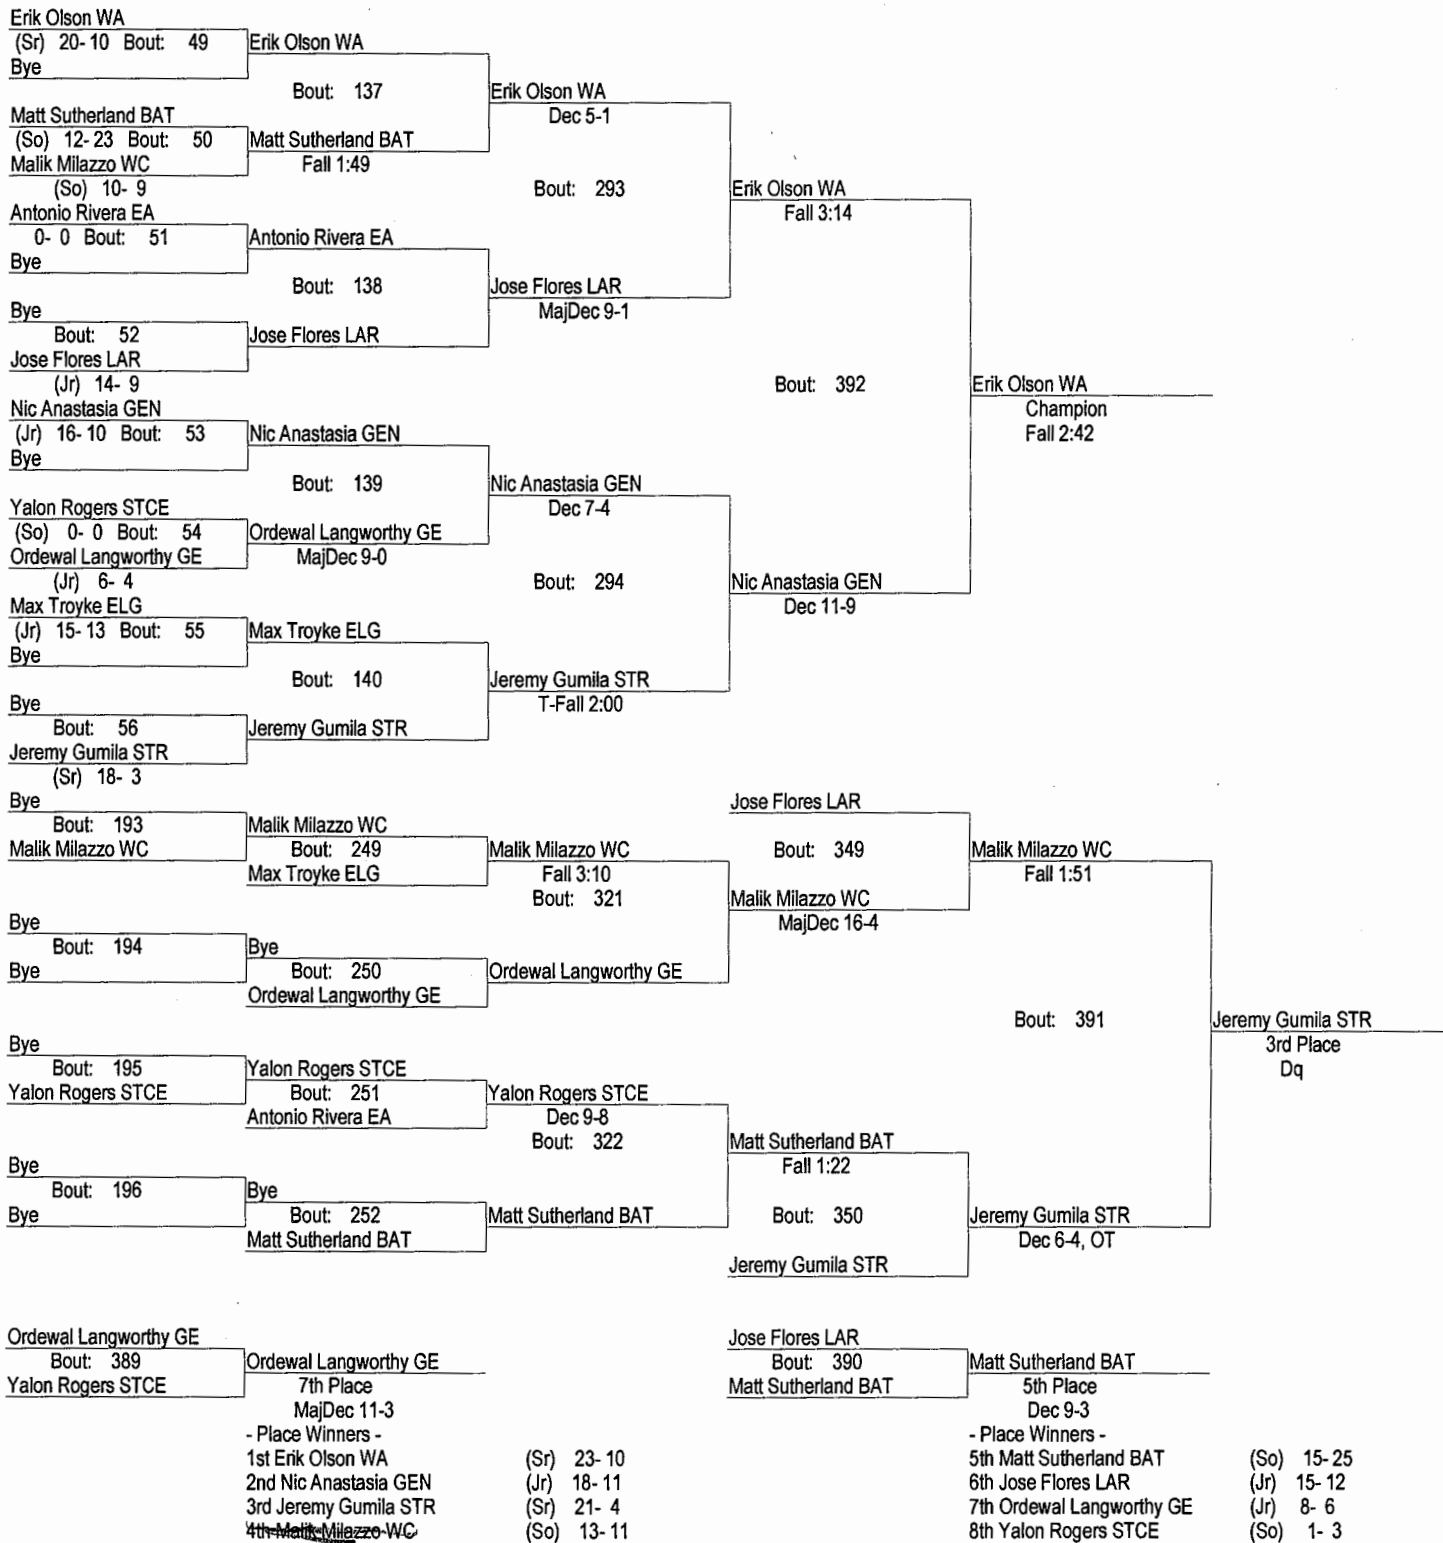 Erik Olson WA
(Sr) 20- 10 Bout: 49
Bye
Erik Olson WA
Bout: 137
Matt Sutherland BAT
(So) 12- 23 Bout: 50
Malik Milazzo WC
(So) 10- 9
Matt Sutherland BAT
Fall 1:49
Erik Olson WA
Dec 5-1
Bout: 293
Antonio Rivera EA
0- 0 Bout: 51
Bye
Antonio Rivera EA
Bout: 138
Bye
Bout: 52
Jose Flores LAR
(Jr) 14- 9
Jose Flores LAR
Jose Flores LAR
MajDec 9-1
Erik Olson WA
Fall 3:14
Bout: 392
Erik Olson WA
Champion
Fall 2:42
Nic Anastasia GEN
(Jr) 16- 10 Bout: 53
Bye
Nic Anastasia GEN
Bout: 139
Yalon Rogers STCE
(So) 0- 0 Bout: 54
Ordewal Langworthy GE
(Jr) 6- 4
Ordewal Langworthy GE
MajDec 9-0
Nic Anastasia GEN
Dec 7-4
Bout: 294
Nic Anastasia GEN
Dec 11-9
Max Troyke ELG
(Jr) 15- 13 Bout: 55
Bye
Max Troyke ELG
Bout: 140
Bye
Bout: 56
Jeremy Gumila STR
(Sr) 18- 3
Jeremy Gumila STR
Jeremy Gumila STR
T-Fall 2:00
Bye
Bout: 193
Malik Milazzo WC
Malik Milazzo WC
Bout: 249
Max Troyke ELG
Malik Milazzo WC
Fall 3:10
Bout: 321
Bye
Bout: 194
Bye
Bye
Bout: 250
Ordewal Langworthy GE
Ordewal Langworthy GE
Jose Flores LAR
Bout: 349
Malik Milazzo WC
MajDec 16-4
Malik Milazzo WC
Fall 1:51
Bout: 391
Jeremy Gumila STR
3rd Place
Dq
Bye
Bout: 195
Yalon Rogers STCE
Yalon Rogers STCE
Bout: 251
Antonio Rivera EA
Yalon Rogers STCE
Dec 9-8
Bout: 322
Bye
Bout: 196
Bye
Bye
Bout: 252
Matt Sutherland BAT
Matt Sutherland BAT
Matt Sutherland BAT
Fall 1:22
Bout: 350
Jeremy Gumila STR
Jeremy Gumila STR
Dec 6-4, OT
Ordewal Langworthy GE
Bout: 389
Yalon Rogers STCE
Ordewal Langworthy GE
7th Place
MajDec 11-3
Jose Flores LAR
Bout: 390
Matt Sutherland BAT
Matt Sutherland BAT
5th Place
Dec 9-3
- Place Winners -
1st Erik Olson WA (Sr) 23- 10
2nd Nic Anastasia GEN (Jr) 18- 11
3rd Jeremy Gumila STR (Sr) 21- 4
4th Malik Milazzo WC (So) 13- 11
- Place Winners -
5th Matt Sutherland BAT (So) 15- 25
6th Jose Flores LAR (Jr) 15- 12
7th Ordewal Langworthy GE (Jr) 8- 6
8th Yalon Rogers STCE (So) 1- 3